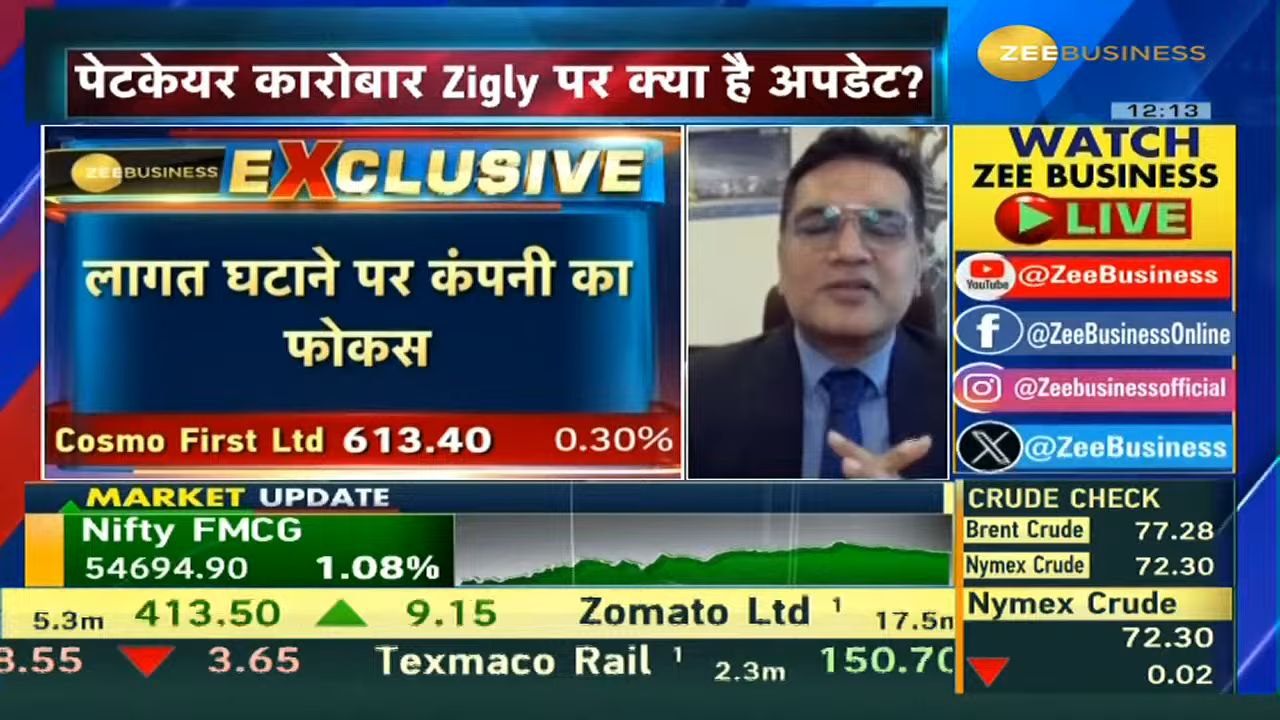 पेटकेयर कारोबार Zigly पर क्या है अपडेट?
ZEEBUSINESS
12:13
ZEEBUSINESS EXCLUSIVE
लागत घटाने पर कंपनी का
फोकस
Cosmo First Ltd 613.40 0.30%
WATCH
ZEE BUSINESS
LIVE
YouTube @ZeeBusiness
@ZeeBusinessOnline
@Zeebusinessofficial
@ZeeBusiness
MARKET UPDATE
Nifty FMCG
54694.90 1.08%
CRUDE CHECK
Brent Crude 77.28
Nymex Crude 72.30
Nymex Crude
72.30
0.02
5.3m 413.50 9.15 Zomato Ltd 1 17.5m
8.55 3.65 Texmaco Rail 1 2.3m 150.70